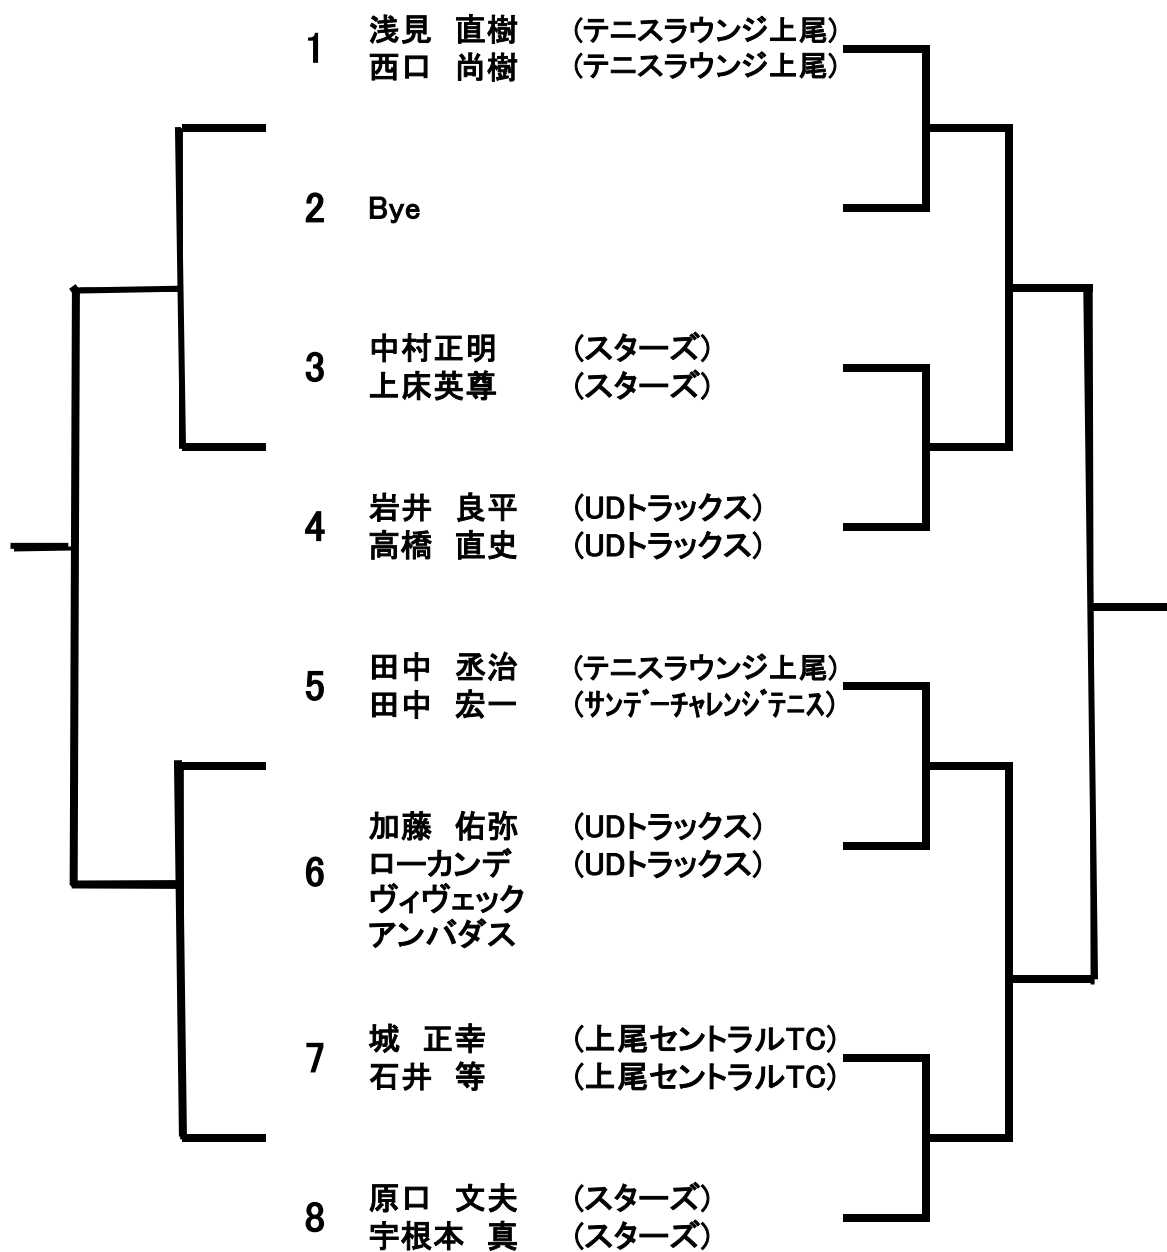 1 浅見 直樹 (テニスラウンジ上尾)
西口 尚樹 (テニスラウンジ上尾)
2 Bye
3 中村正明 (スターズ)
上床英尊 (スターズ)
4 岩井 良平 (UDトラックス)
高橋 直史 (UDトラックス)
5 田中 丞治 (テニスラウンジ上尾)
田中 宏一 (ｻﾝﾃﾞｰﾁｬﾚﾝｼﾞﾃﾆｽ)
6 加藤 佑弥 (UDトラックス)
ローカンデ (UDトラックス)
ヴィヴェック
アンバダス
7 城 正幸 (上尾セントラルTC)
石井 等 (上尾セントラルTC)
8 原口 文夫 (スターズ)
宇根本 真 (スターズ)